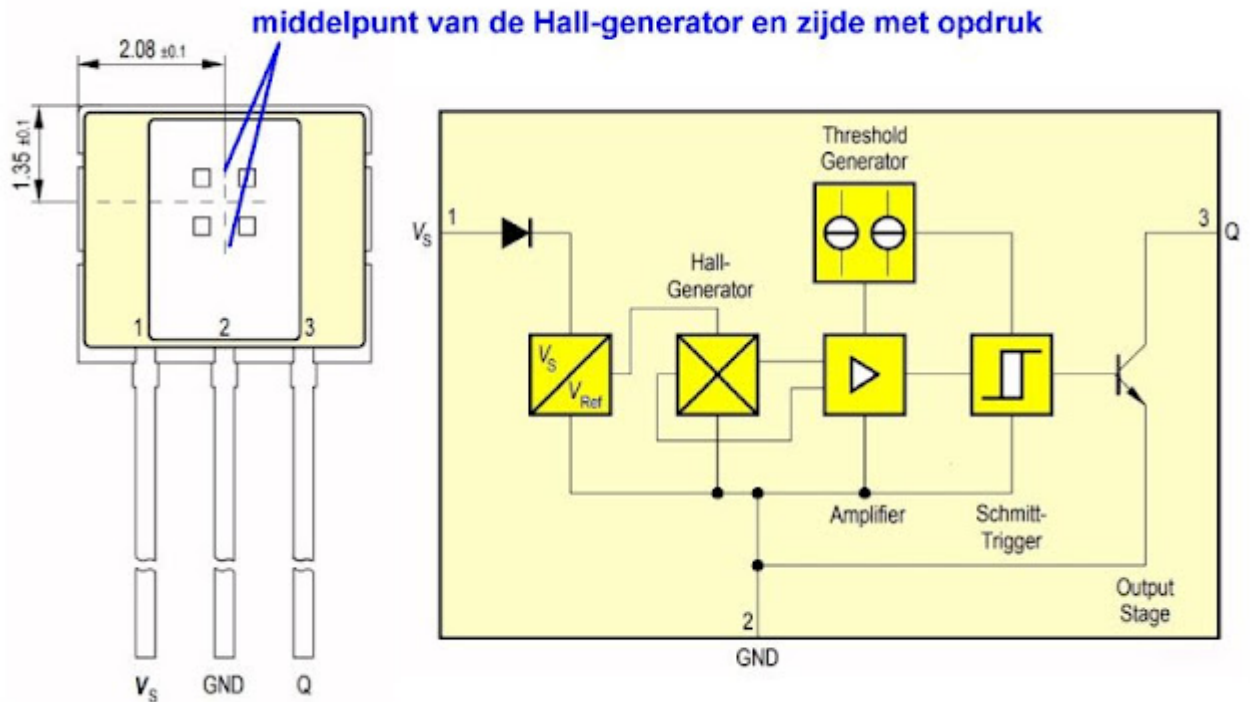 middelpunt van de Hall-generator en zijde met opdruk
2.08 ±0.1
1.35 ±0.1
1 2 3
VS GND Q
Threshold
Generator
VS 1
3 Q
Hall-
Generator
VS
VRef
Amplifier
Schmitt-
Trigger
Output
Stage
2
GND